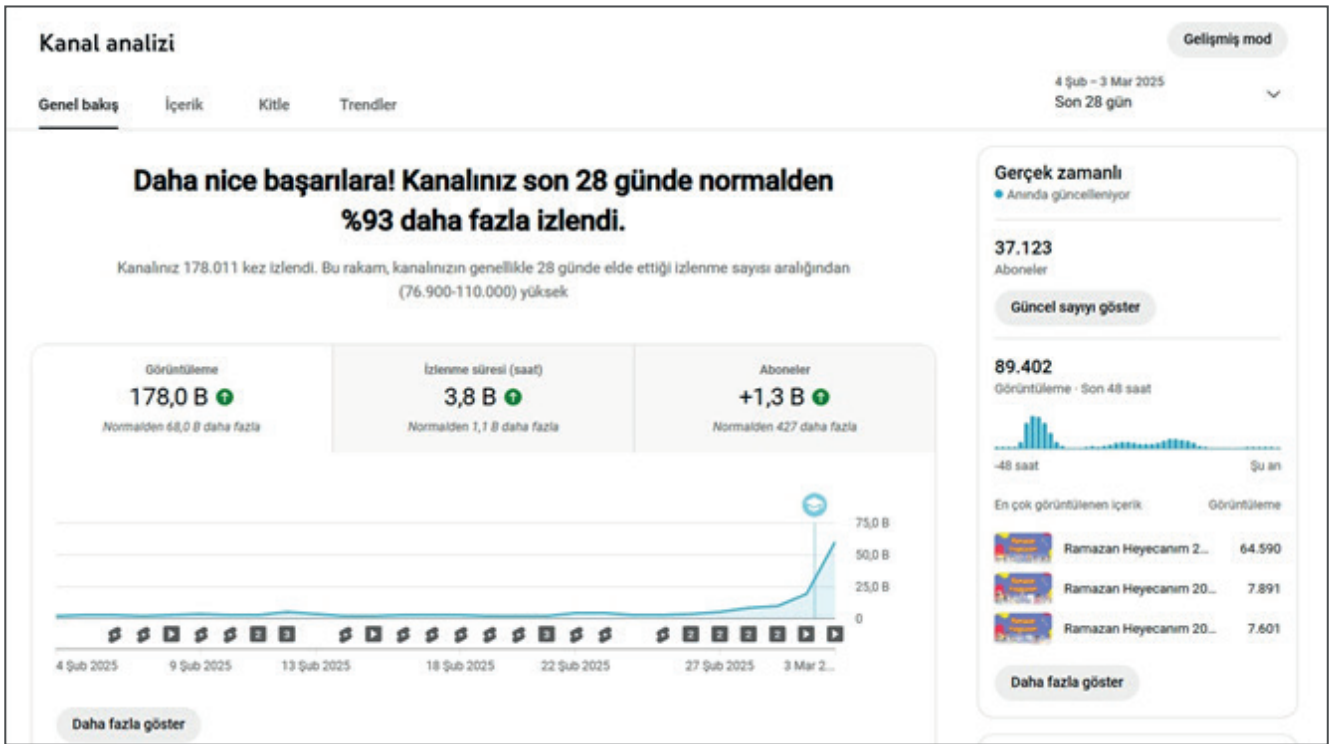 Kanal analizi
Gelişmiş mod
4 Şub – 3 Mar 2025
Son 28 gün
Genel bakış
İçerik
Kitle
Trendler
Daha nice başarılara! Kanalınız son 28 günde normalden
%93 daha fazla izlendi.
Kanalınız 178.011 kez izlendi. Bu rakam, kanalınızın genellikle 28 günde elde ettiği izlenme sayısı aralığından
(76.900-110.000) yüksek
Görüntüleme
178,0 B
Normalden 68,0 B daha fazla
İzlenme süresi (saat)
3,8 B
Normalden 1,1 B daha fazla
Aboneler
+1,3 B
Normalden 427 daha fazla
75,0 B
50,0 B
25,0 B
0
2 3 3 2 2 2 2
4 Şub 2025 9 Şub 2025 13 Şub 2025 18 Şub 2025 22 Şub 2025 27 Şub 2025 3 Mar 2...
Daha fazla göster
Gerçek zamanlı
Anında güncelleniyor
37.123
Aboneler
Güncel sayıyı göster
89.402
Görüntüleme · Son 48 saat
-48 saat Şu an
En çok görüntülenen içerik Görüntüleme
Ramazan Heyecanım 2... 64.590
Ramazan Heyecanım 20... 7.891
Ramazan Heyecanım 20... 7.601
Daha fazla göster